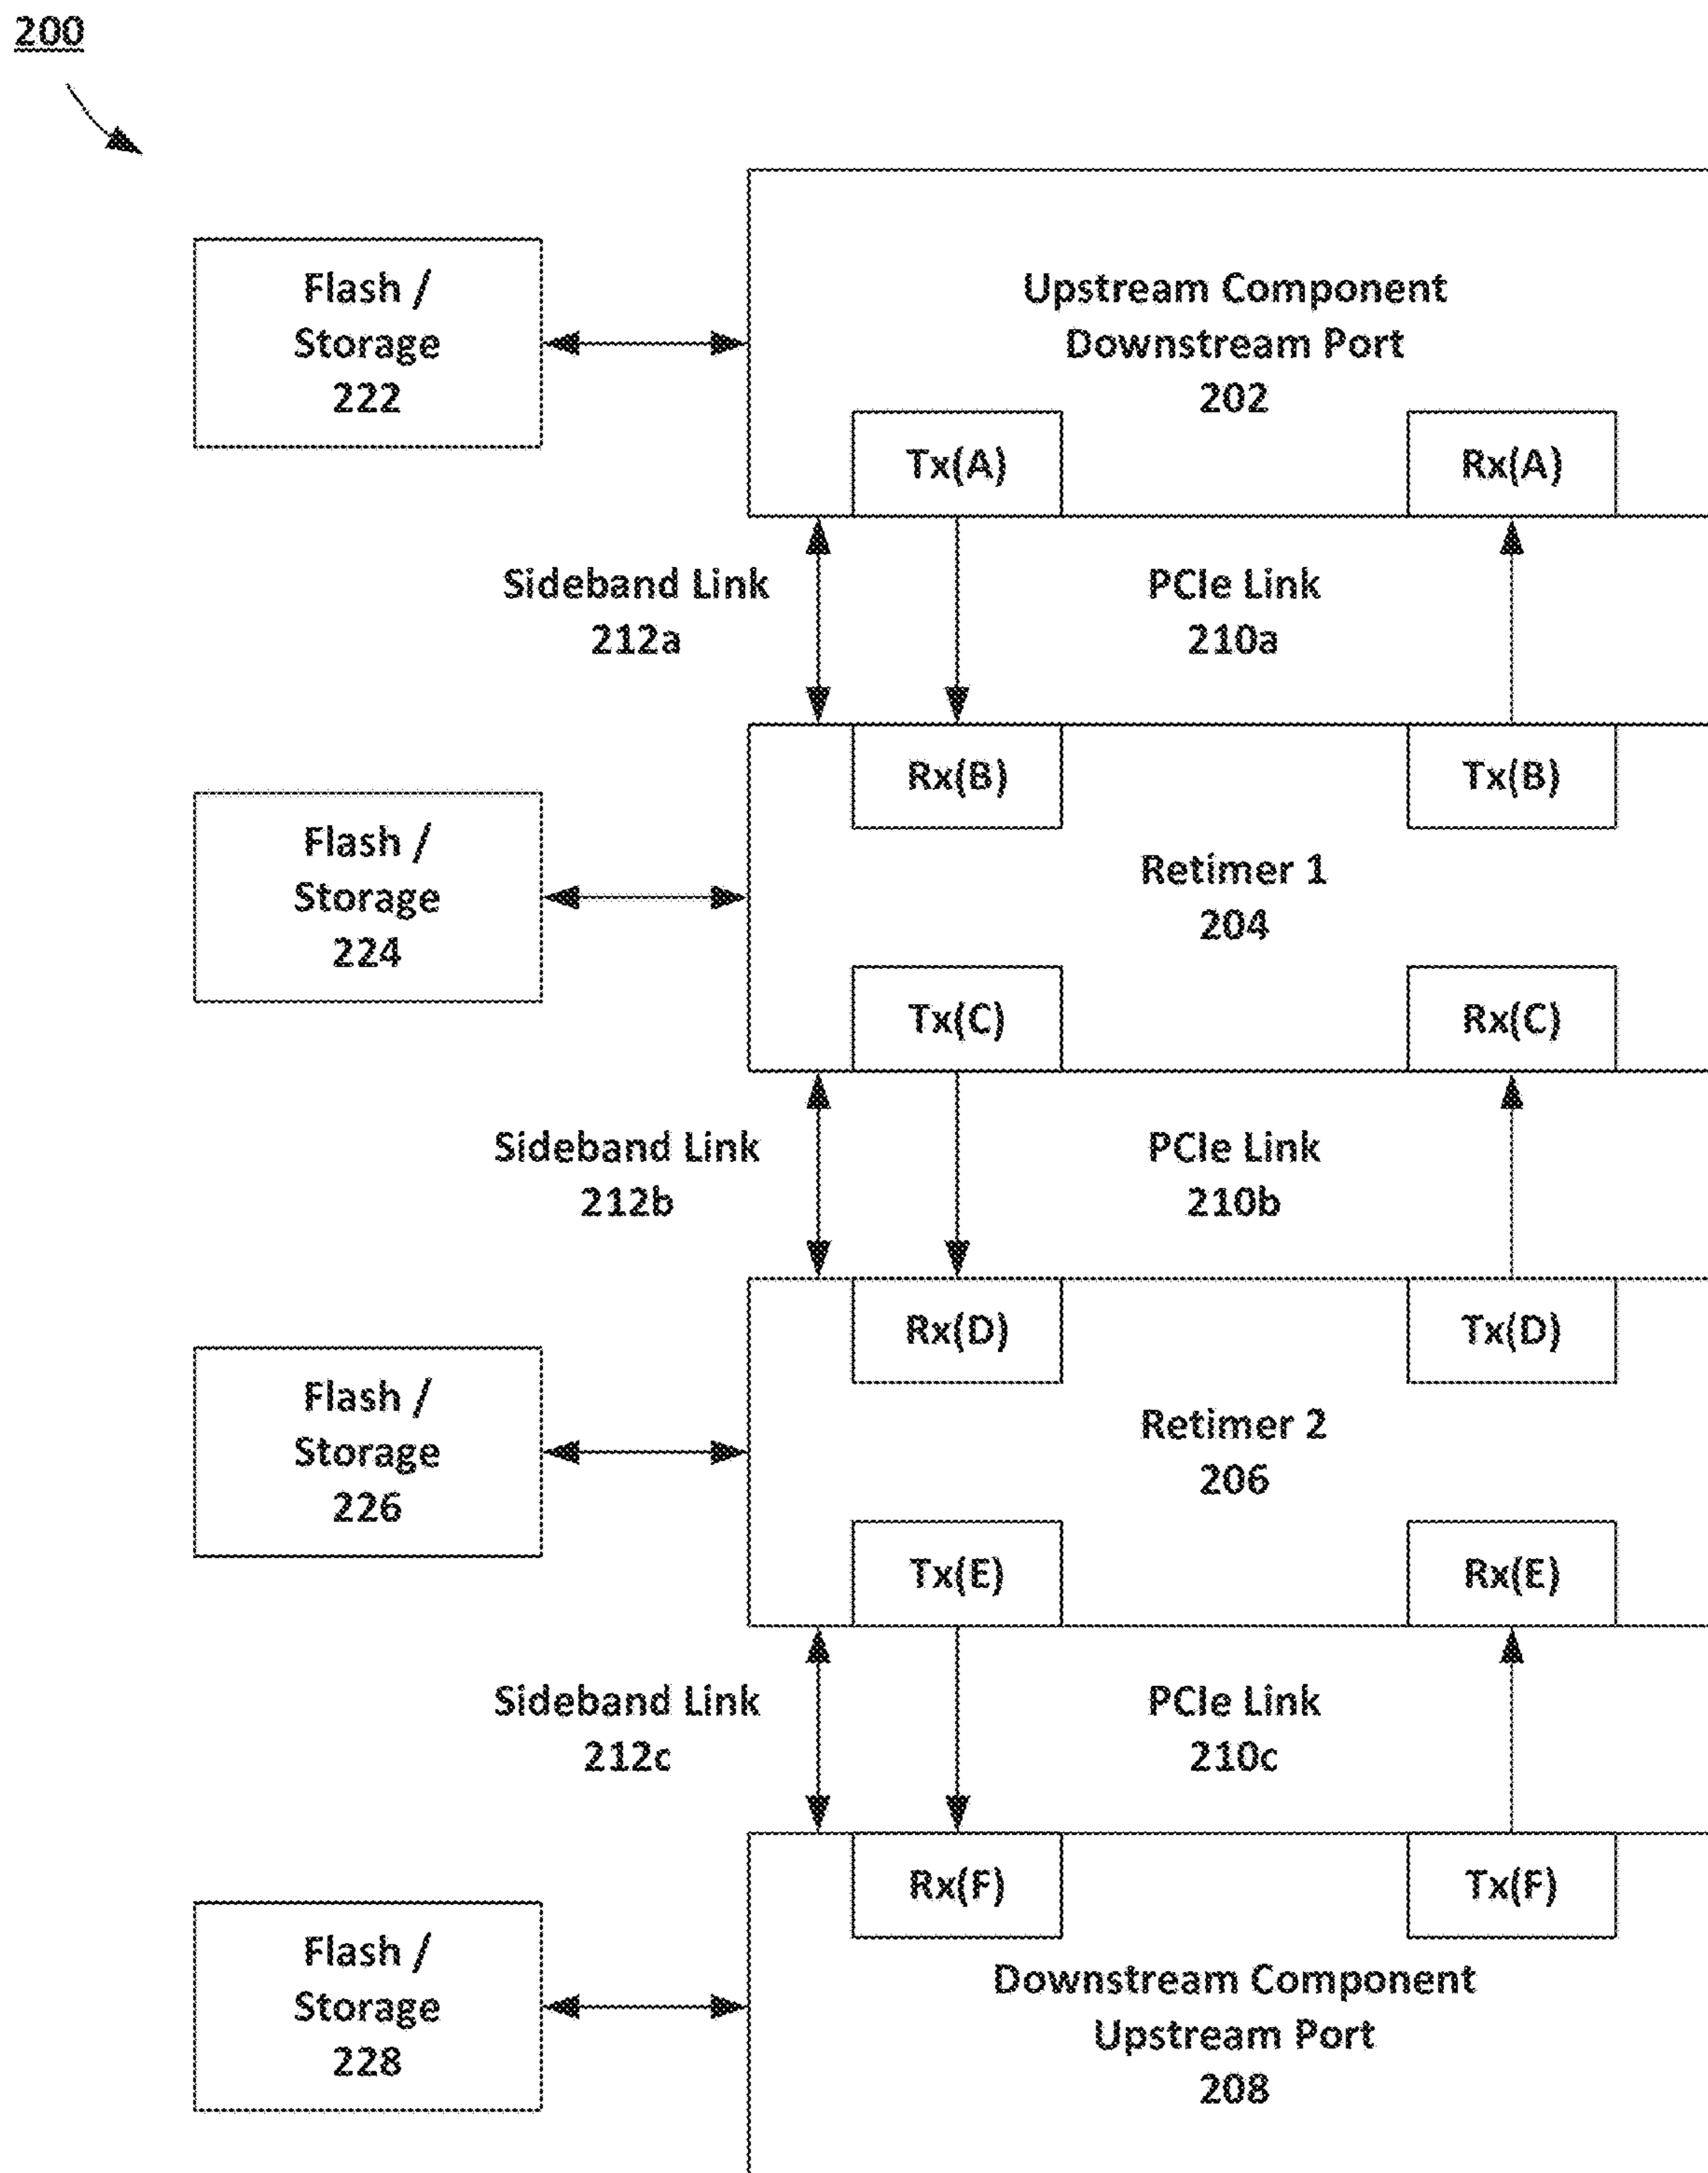 200
Flash /
Storage
222
Upstream Component
Downstream Port
202
Tx(A)
Rx(A)
Sideband Link
212a
PCIe Link
210a
Rx(B)
Tx(B)
Flash /
Storage
224
Retimer 1
204
Tx(C)
Rx(C)
Sideband Link
212b
PCIe Link
210b
Rx(D)
Tx(D)
Flash /
Storage
226
Retimer 2
206
Tx(E)
Rx(E)
Sideband Link
212c
PCIe Link
210c
Rx(F)
Tx(F)
Flash /
Storage
228
Downstream Component
Upstream Port
208